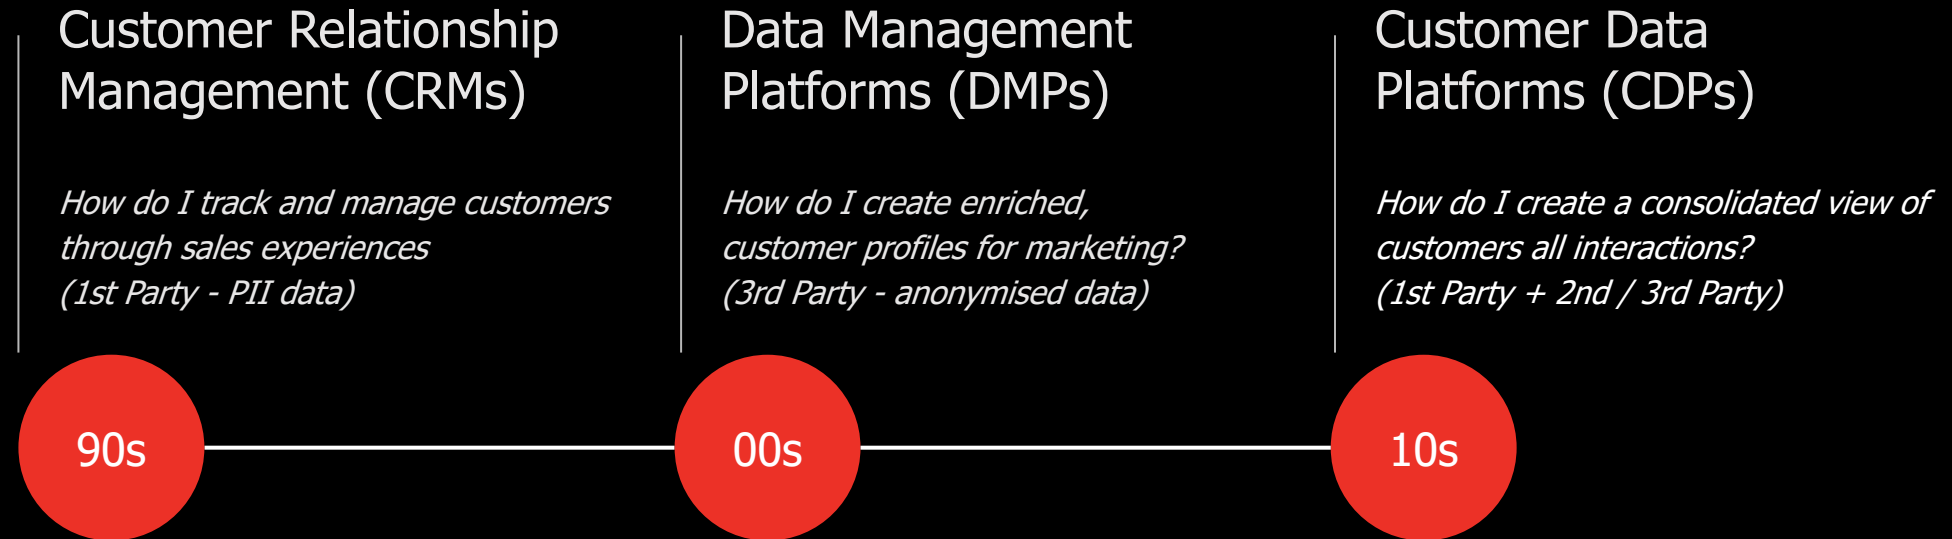 Customer Relationship
Management (CRMs)
How do I track and manage customers
through sales experiences
(1st Party - PII data)
90s
Data Management
Platforms (DMPs)
How do I create enriched,
customer profiles for marketing?
(3rd Party - anonymised data)
00s
Customer Data
Platforms (CDPs)
How do I create a consolidated view of
customers all interactions?
(1st Party + 2nd / 3rd Party)
10s